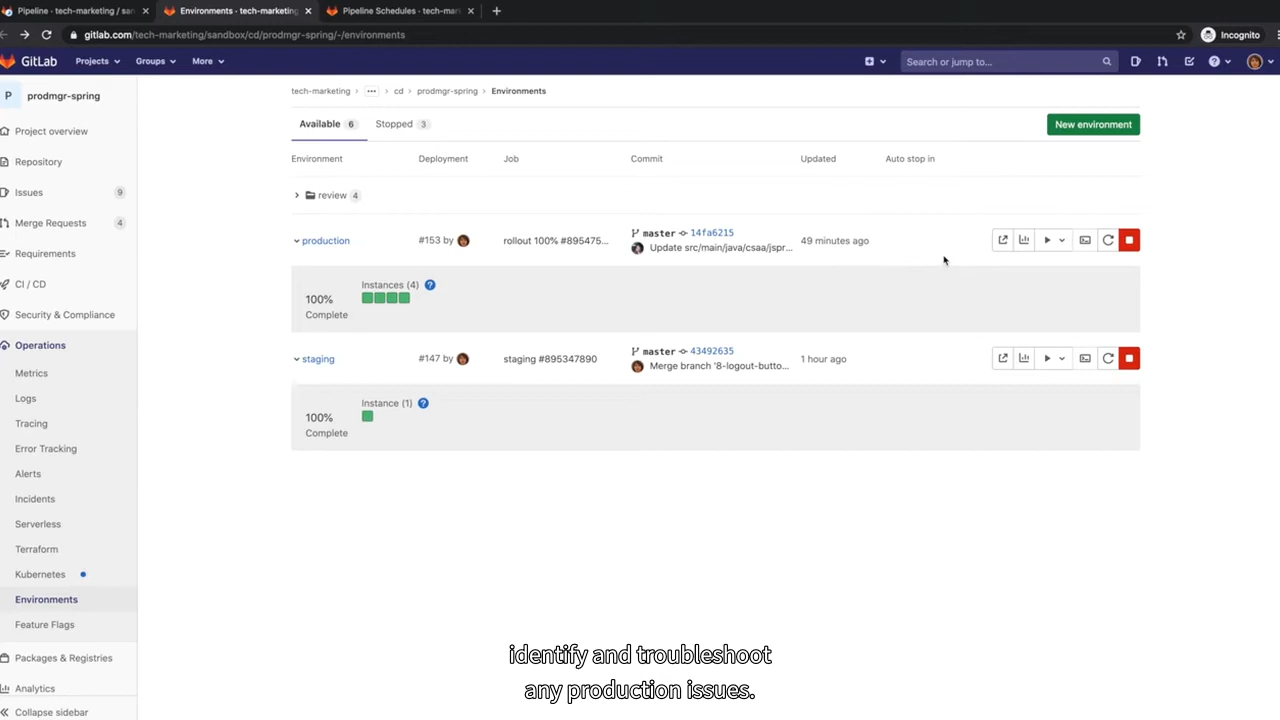 Pipeline · tech-marketing / san...
Environments · tech-marketing...
Pipeline Schedules · tech-mark...
gitlab.com/tech-marketing/sandbox/cd/prodmgr-spring/-/environments
Incognito
GitLab
Projects
Groups
More
Search or jump to...
P
prodmgr-spring
Project overview
Repository
Issues 9
Merge Requests 4
Requirements
CI / CD
Security & Compliance
Operations
Metrics
Logs
Tracing
Error Tracking
Alerts
Incidents
Serverless
Terraform
Kubernetes
Environments
Feature Flags
Packages & Registries
Analytics
Collapse sidebar
tech-marketing > ... > cd > prodmgr-spring > Environments
Available 6 Stopped 3
New environment
Environment Deployment Job Commit Updated Auto stop in
review 4
production #153 by rollout 100% #895475... master 14fa6215 49 minutes ago
Update src/main/java/csaa/jspr...
Instances (4) ?
100%
Complete
staging #147 by staging #895347890 master 43492635 1 hour ago
Merge branch '8-logout-butto...
Instance (1) ?
100%
Complete
identify and troubleshoot
any production issues.